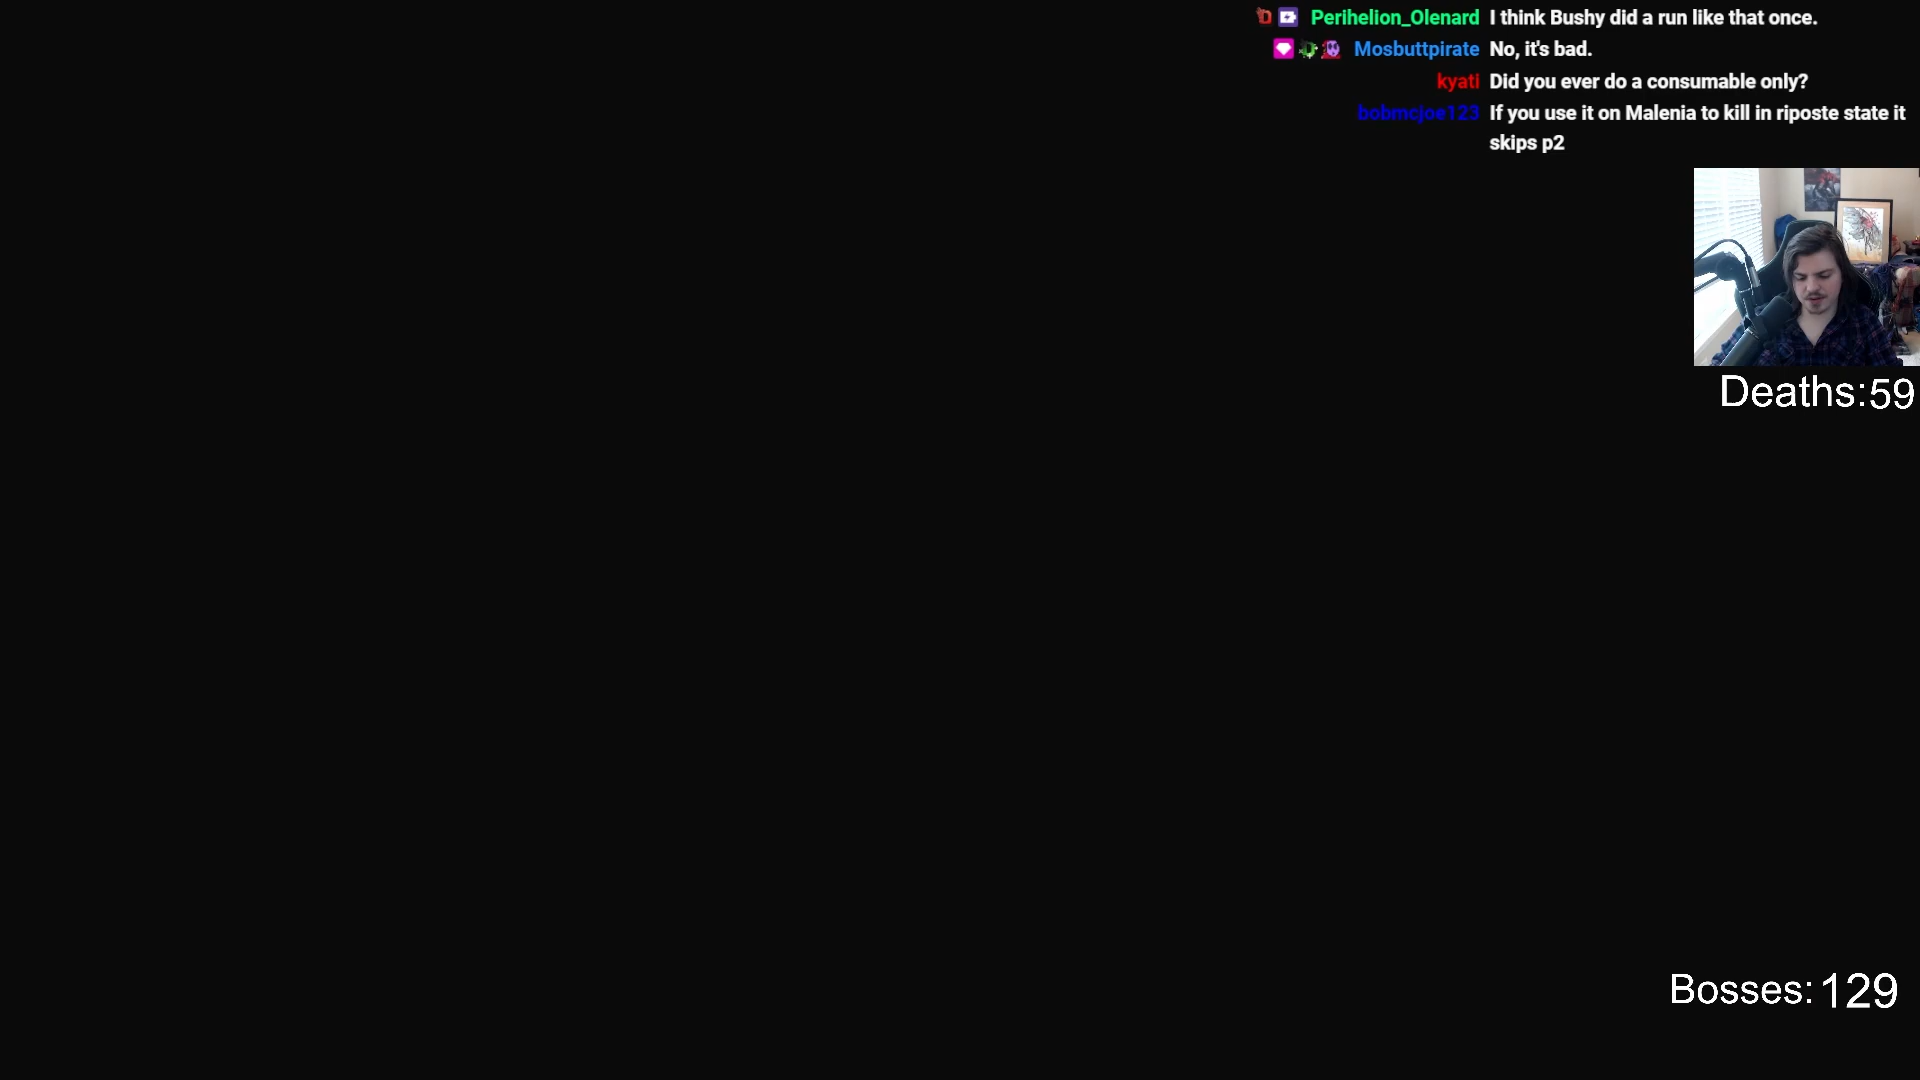 Perihelion_Olenard I think Bushy did a run like that once.
Mosbuttpirate No, it's bad.
kyati Did you ever do a consumable only?
bobmcjoe123 If you use it on Malenia to kill in riposte state it
skips p2
Deaths:59
Bosses:129